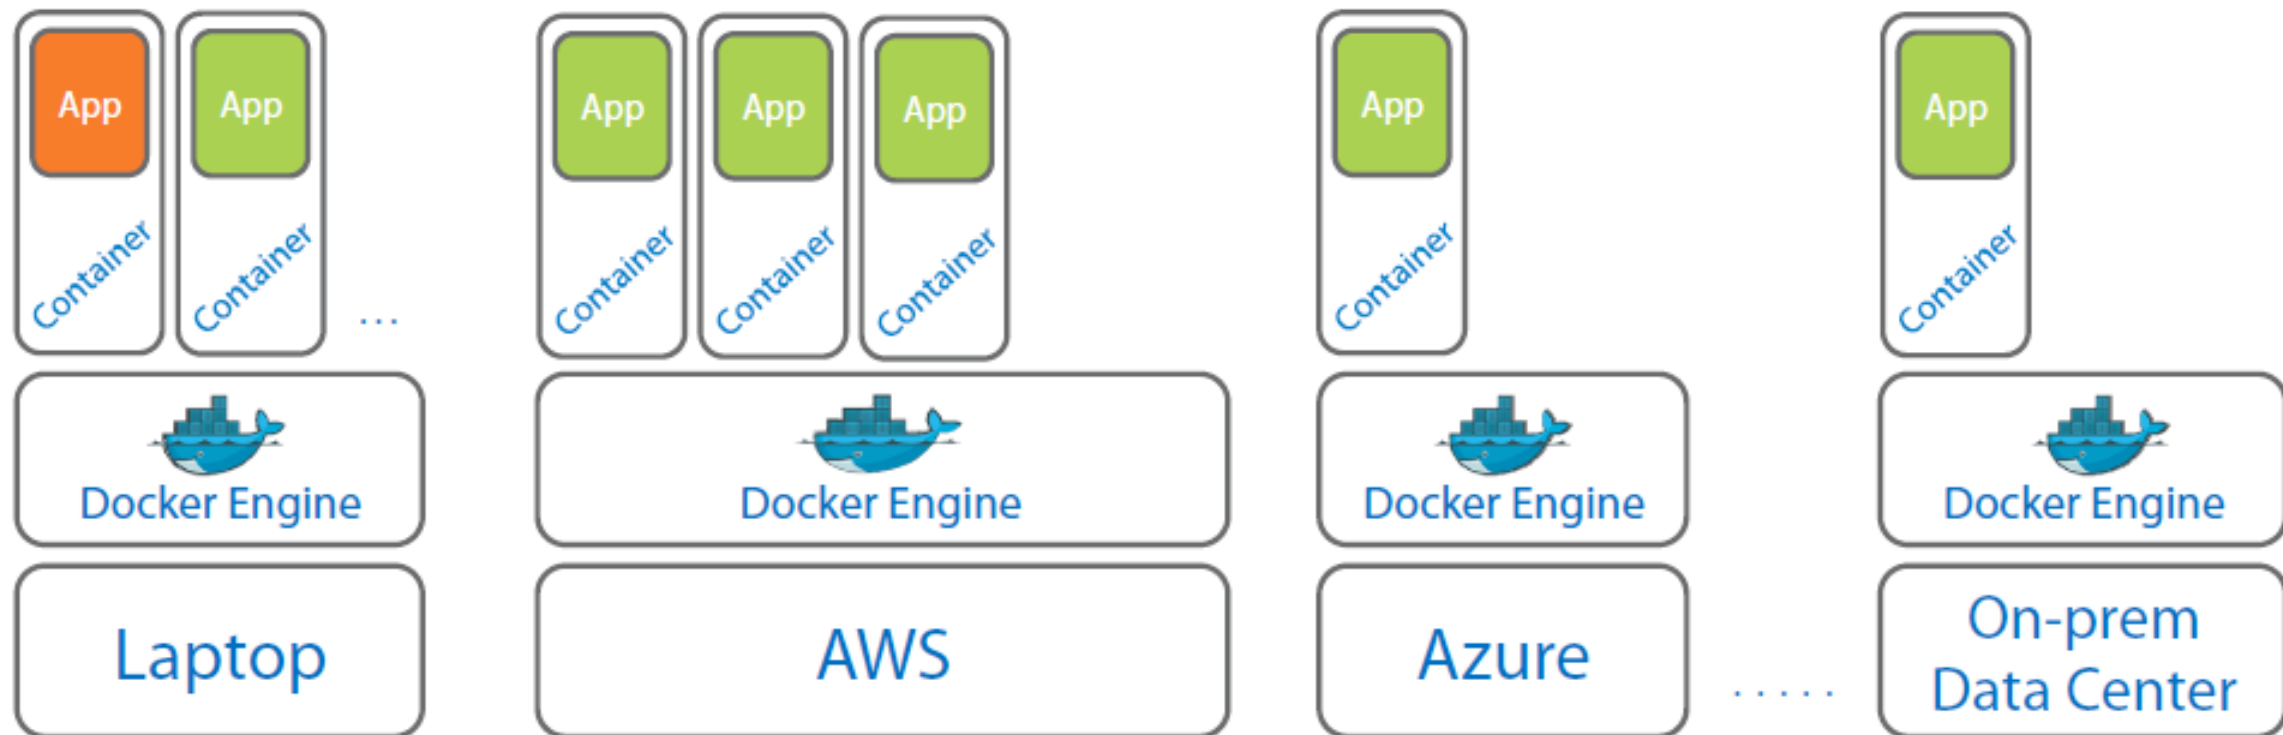 App
App
App
App
App
App
App
Container
Container
...
Container
Container
Container
Container
Container
Docker Engine
Docker Engine
Docker Engine
Docker Engine
Laptop
AWS
Azure
.....
On-prem
Data Center